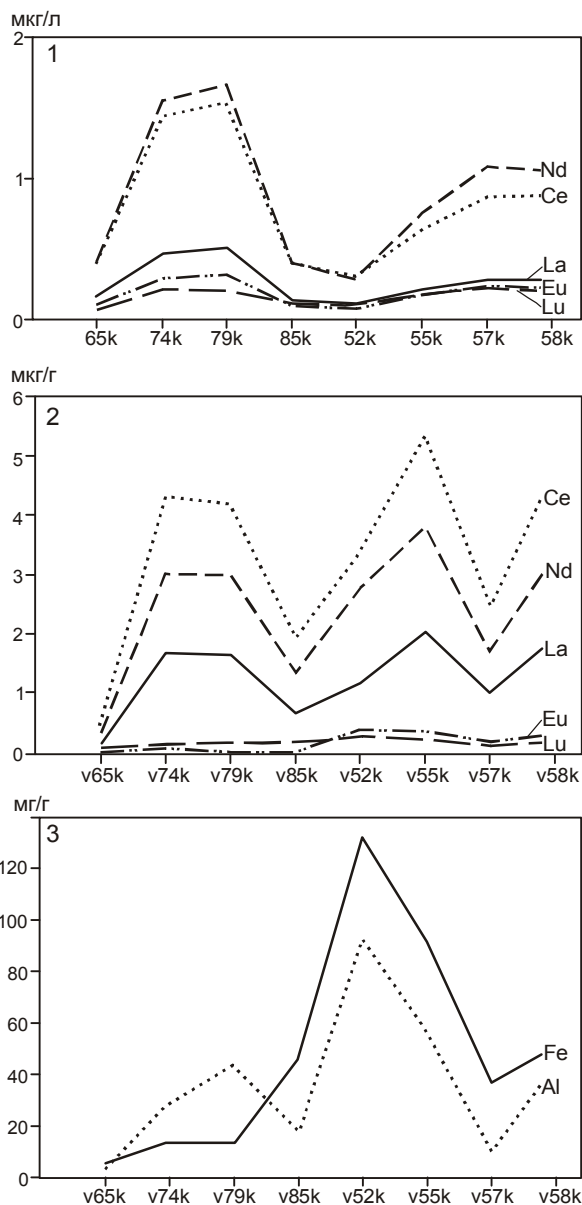 мкг/л
1
2
Nd
Ce
1
La
Eu
Lu
0
65k 74k 79k 85k 52k 55k 57k 58k
мкг/г
2
6
5
Ce
4
Nd
3
2
La
1
Eu
Lu
0
v65k v74k v79k v85k v52k v55k v57k v58k
мг/г
3
120
100
80
60
Fe
40
Al
20
0
v65k v74k v79k v85k v52k v55k v57k v58k